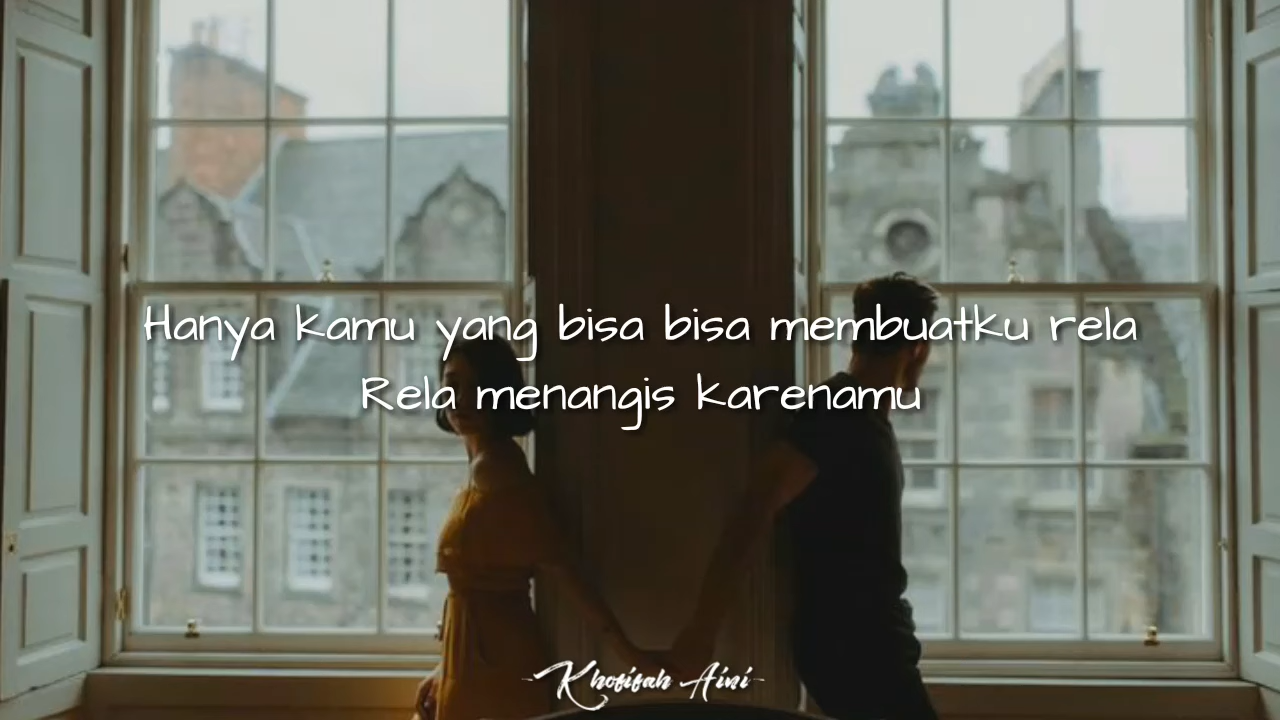 Hanya kamu yang bisa bisa membuatku rela
Rela menangis karenamu
Khofifah Aini